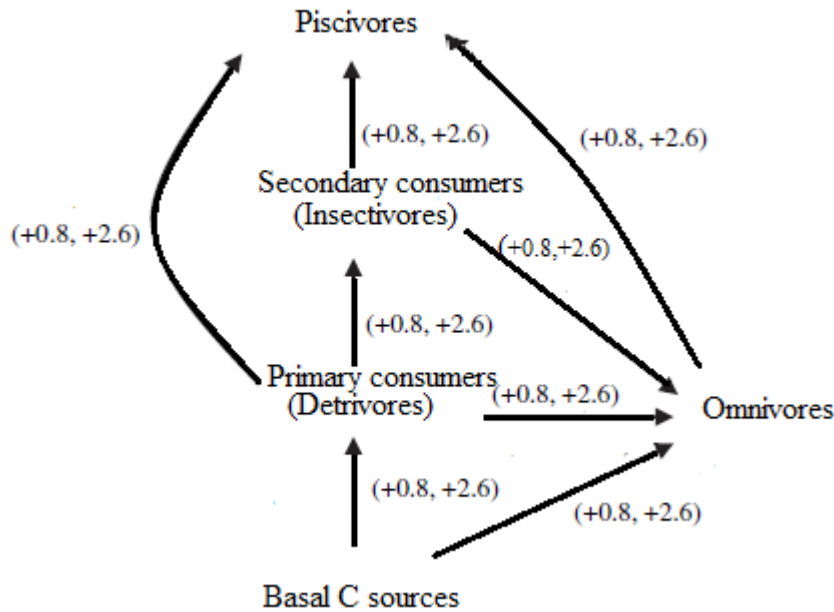 Piscivores
(+0.8, +2.6)
(+0.8, +2.6)
Secondary consumers
(Insectivores)
(+0.8, +2.6)
(+0.8,+2.6)
(+0.8, +2.6)
Primary consumers
(Detrivores)
(+0.8, +2.6)
Omnivores
(+0.8, +2.6)
(+0.8, +2.6)
Basal C sources